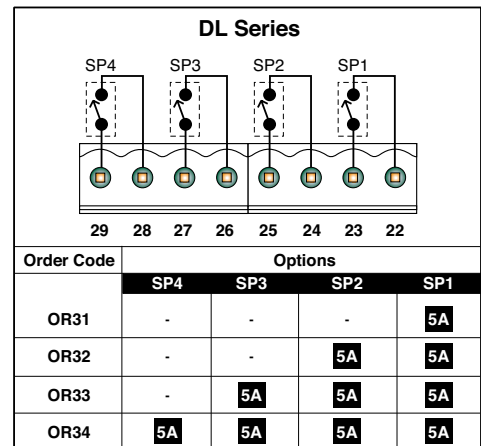 DL Series
SP4 SP3 SP2 SP1
29 28 27 26 25 24 23 22
Order Code Options
SP4 SP3 SP2 SP1
OR31 - - - 5A
OR32 - - 5A 5A
OR33 - 5A 5A 5A
OR34 5A 5A 5A 5A